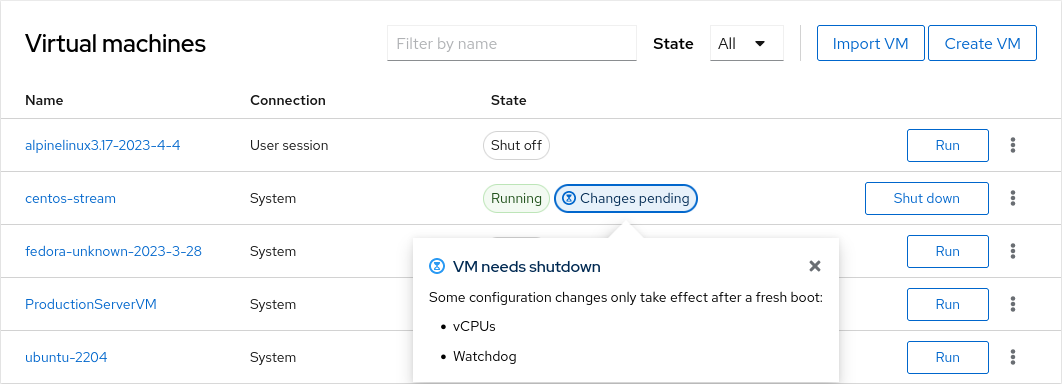 Virtual machines Filter by name State All Import VM Create VM
Name Connection State
alpinelinux3.17-2023-4-4 User session Shut off Run
centos-stream System Running Changes pending Shut down
fedora-unknown-2023-3-28 System Run
VM needs shutdown
Some configuration changes only take effect after a fresh boot:
ProductionServerVM System Run
• vCPUs
• Watchdog
ubuntu-2204 System Run